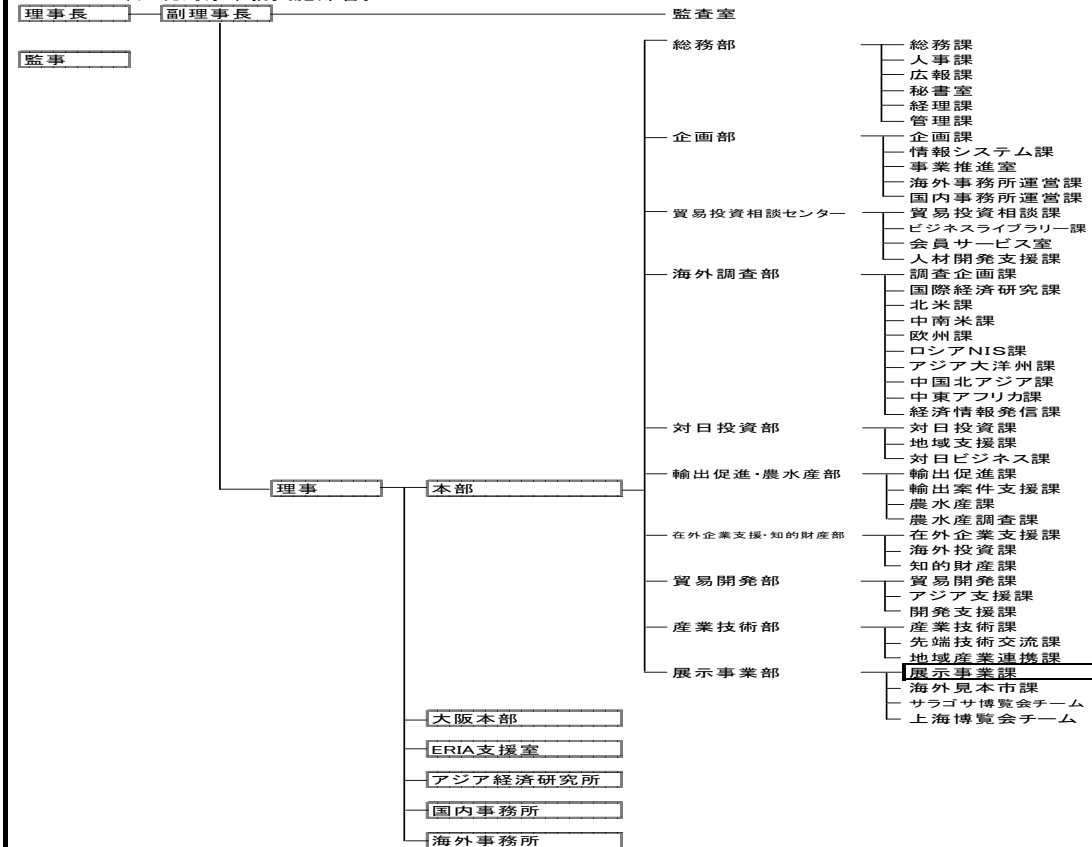 理事長 副理事長 監査室
総務部 総務課
監事 人事課
広報課
秘書室
経理課
管理課
企画部 企画課
情報システム課
事業推進室
海外事務所運営課
国内事務所運営課
貿易投資相談センター 貿易投資相談課
ビジネスライブラリー課
会員サービス室
人材開発支援課
海外調査部 調査企画課
国際経済研究課
北米課
中南米課
欧州課
ロシアNIS課
アジア大洋州課
中国北アジア課
中東アフリカ課
経済情報発信課
対日投資部 対日投資課
地域支援課
対日ビジネス課
輸出促進・農水産部 輸出促進課
理事 本部 輸出案件支援課
農水産課
農水産調査課
在外企業支援・知的財産部 在外企業支援課
海外投資課
知的財産課
貿易開発部 貿易開発課
アジア支援課
開発支援課
産業技術部 産業技術課
先端技術交流課
地域産業連携課
展示事業部 展示事業課
海外見本市課
サラゴサ博覧会チーム
上海博覧会チーム
大阪本部
ERIA支援室
アジア経済研究所
国内事務所
海外事務所